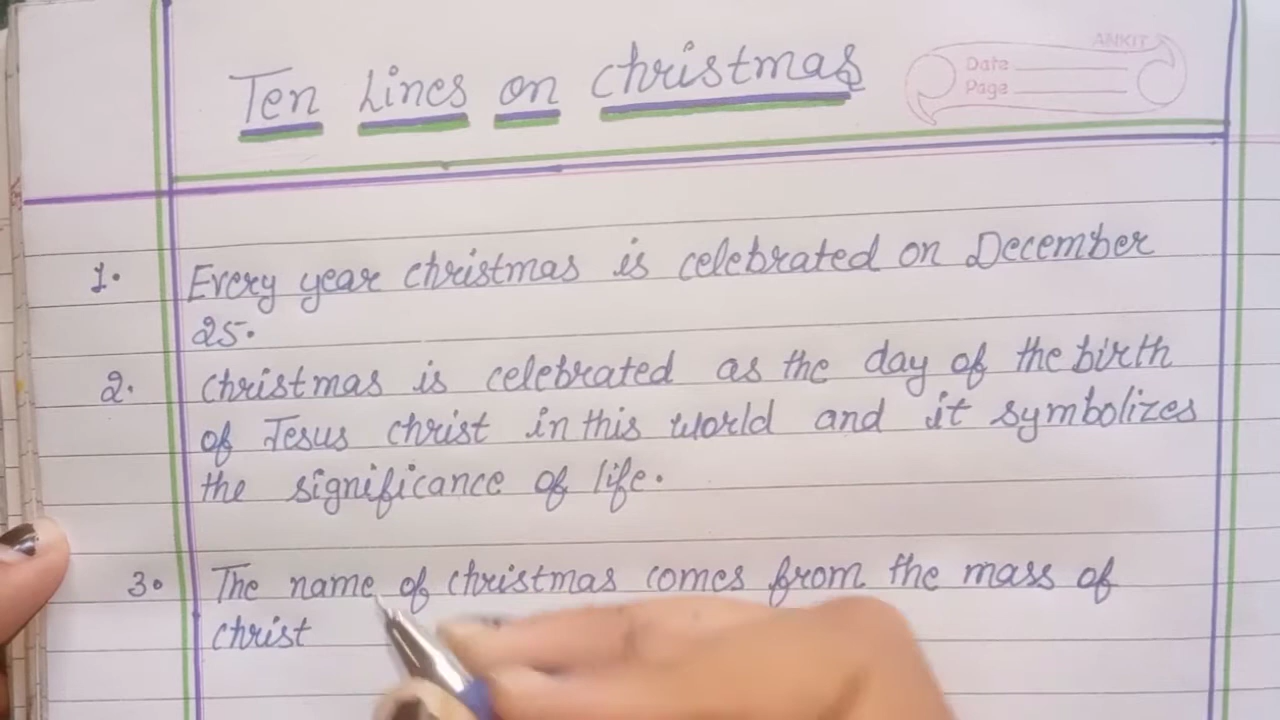 Ten Lines on christmas
ANKIT
Date
Page
1. Every year christmas is celebrated on December
25.
2. christmas is celebrated as the day of the birth
of Jesus christ in this world and it symbolizes
the significance of life.
3. The name of christmas comes from the mass of
christ